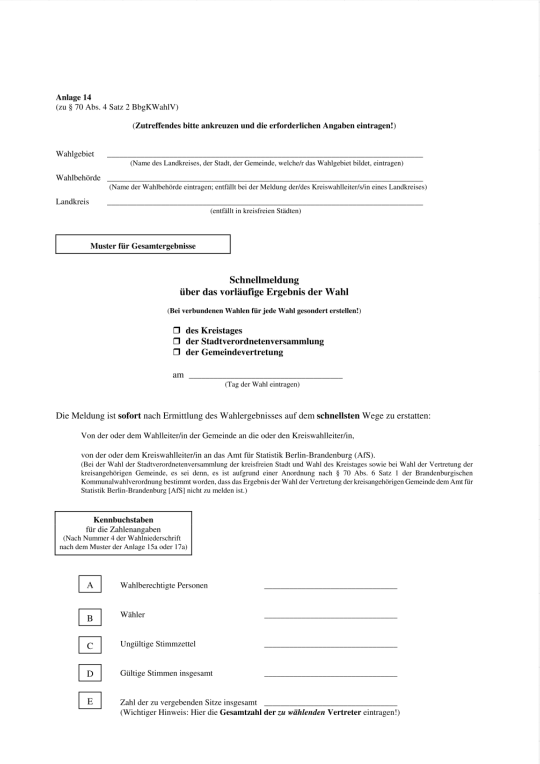 Anlage 14
(zu § 70 Abs. 4 Satz 2 BbgKWahlV)
(Zutreffendes bitte ankreuzen und die erforderlichen Angaben eintragen!)
Wahlgebiet
(Name des Landkreises, der Stadt, der Gemeinde, welche/r das Wahlgebiet bildet, eintragen)
Wahlbehörde
(Name der Wahlbehörde eintragen; entfällt bei der Meldung der/des Kreiswahlleiter/s/in eines Landkreises)
Landkreis
(entfällt in kreisfreien Städten)
Muster für Gesamtergebnisse
Schnellmeldung
über das vorläufige Ergebnis der Wahl
(Bei verbundenen Wahlen für jede Wahl gesondert erstellen!)
❒ des Kreistages
❒ der Stadtverordnetenversammlung
❒ der Gemeindevertretung
am
(Tag der Wahl eintragen)
Die Meldung ist sofort nach Ermittlung des Wahlergebnisses auf dem schnellsten Wege zu erstatten:
Von der oder dem Wahlleiter/in der Gemeinde an die oder den Kreiswahlleiter/in,
von der oder dem Kreiswahlleiter/in an das Amt für Statistik Berlin-Brandenburg (AfS).
(Bei der Wahl der Stadtverordnetenversammlung der kreisfreien Stadt und Wahl des Kreistages sowie bei Wahl der Vertretung der
kreisangehörigen Gemeinde, es sei denn, es ist aufgrund einer Anordnung nach § 70 Abs. 6 Satz 1 der Brandenburgischen
Kommunalwahlverordnung bestimmt worden, dass das Ergebnis der Wahl der Vertretung der kreisangehörigen Gemeinde dem Amt für
Statistik Berlin-Brandenburg [AfS] nicht zu melden ist.)
Kennbuchstaben
für die Zahlenangaben
(Nach Nummer 4 der Wahlniederschrift
nach dem Muster der Anlage 15a oder 17a)
A Wahlberechtigte Personen
B Wähler
C Ungültige Stimmzettel
D Gültige Stimmen insgesamt
E Zahl der zu vergebenden Sitze insgesamt
(Wichtiger Hinweis: Hier die Gesamtzahl der zu wählenden Vertreter eintragen!)